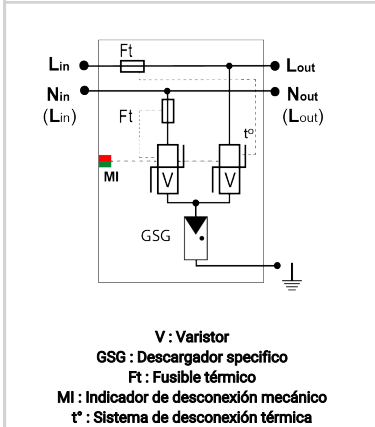 Ft
Lin Lout
Nin Nout
(Lin) Ft (Lout)
t°
MI V V
GSG
V : Varistor
GSG : Descargador specifico
Ft : Fusible térmico
MI : Indicador de desconexión mecánico
t° : Sistema de desconexión térmica